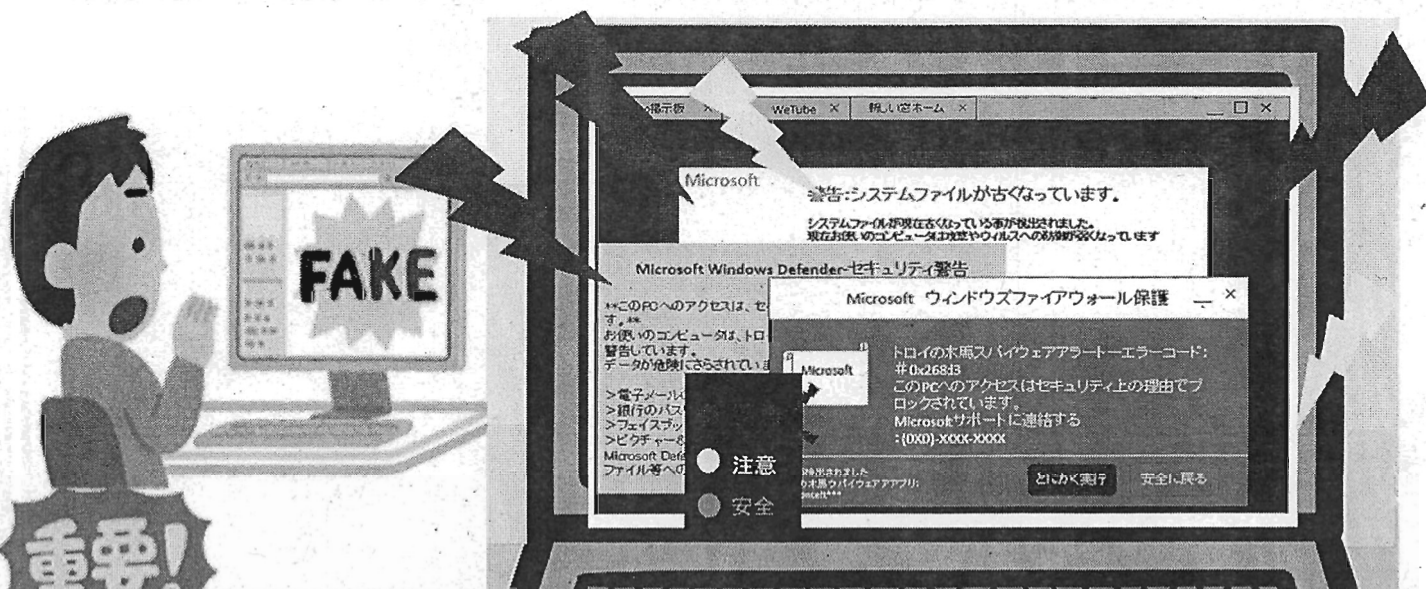 FAKE
重要!
掲示板 ×
WeTube ×
新しい窓ホーム ×
Microsoft
警告:システムファイルが古くなっています.
システムファイルが現在古くなっている事が検出されました。
現在お使いのコンピュータは攻撃やウィルスへの防御が弱くなっています
Microsoft Windows Defender-セキュリティ警告
**このPCへのアクセスは、セ
す。**
お使いのコンピュータは、トロ
警告しています。
データが危険にさらされていま
>電子メール
>銀行のパス
>フェイスブッ
>ピクチャー&
Microsoft Defe
ファイル等への
注意
安全
Microsoft ウィンドウズファイアウォール保護
Microsoft
トロイの木馬スパイウェアアラートーエラーコード:
#0x268d3
このPCへのアクセスはセキュリティ上の理由でブ
ロックされています。
Microsoftサポートに連絡する
:(0X0)-XXXX-XXXX
検出されました
とにかく実行
安全に戻る